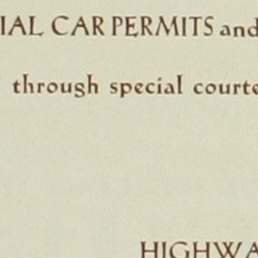 IAL CAR PERMITS and
through special courte
HIGHWA